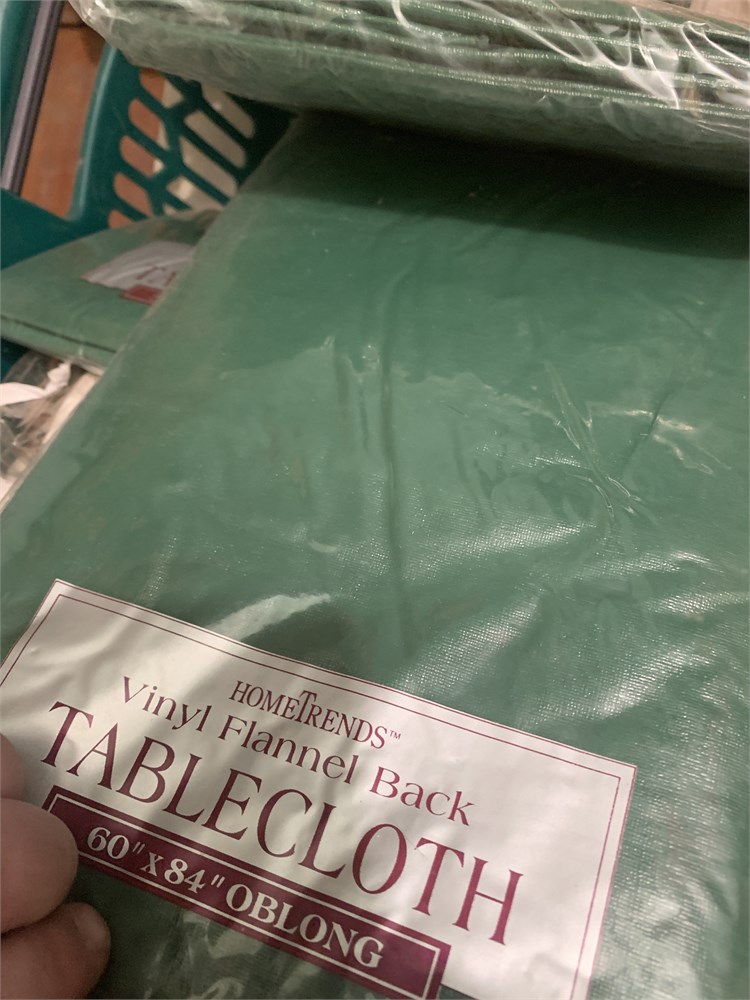 HOMETRENDS™
Vinyl Flannel Back
TABLECLOTH
60" x 84" OBLONG